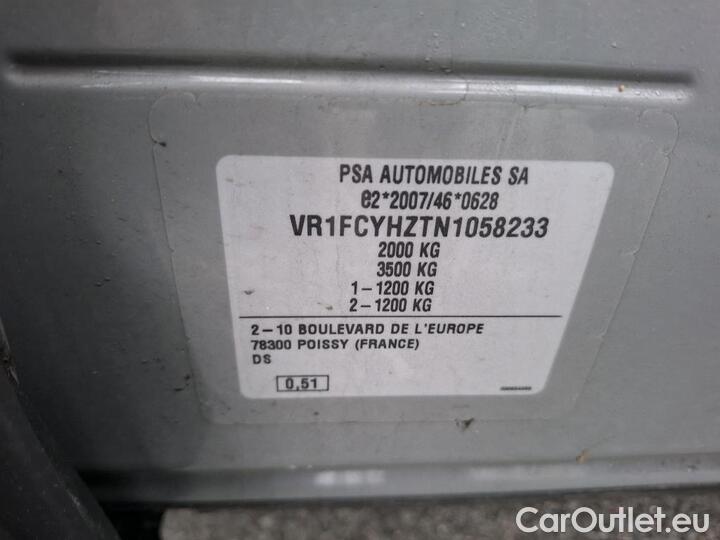 PSA AUTOMOBILES SA
e2*2007/46*0628
VR1FCYHZTN1058233
2000 KG
3500 KG
1-1200 KG
2-1200 KG
2-10 BOULEVARD DE L'EUROPE
78300 POISSY (FRANCE)
DS
0,51
CarOutlet.eu